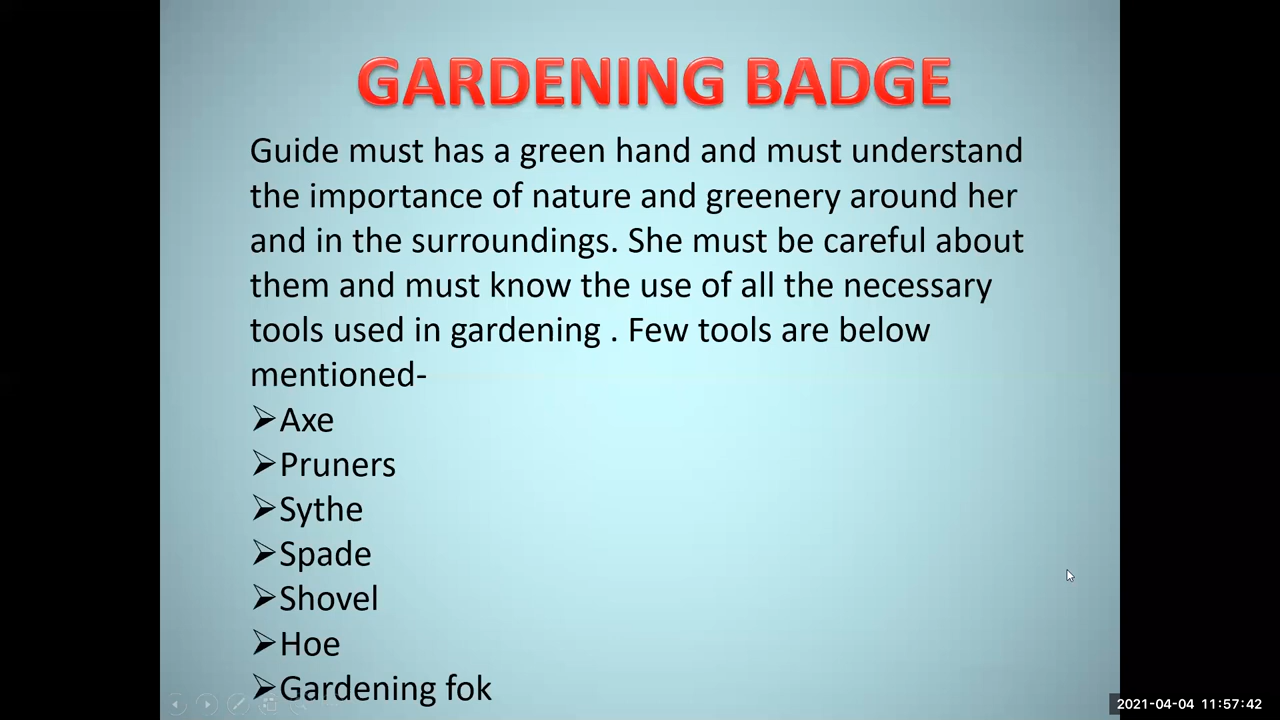 GARDENING BADGE
Guide must has a green hand and must understand
the importance of nature and greenery around her
and in the surroundings. She must be careful about
them and must know the use of all the necessary
tools used in gardening . Few tools are below
mentioned-
➢Axe
➢Pruners
➢Sythe
➢Spade
➢Shovel
➢Hoe
➢Gardening fok
2021-04-04 11:57:42